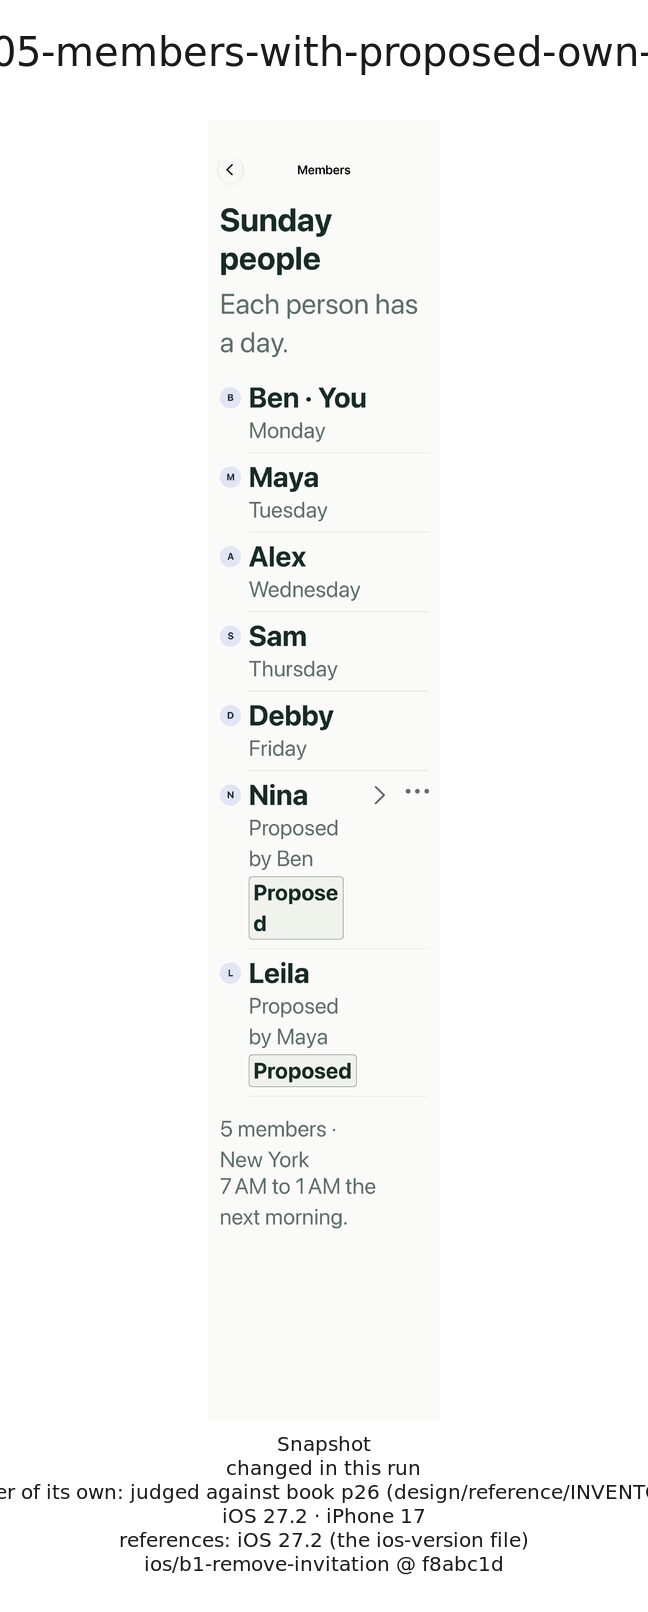 05-members-with-proposed-own-
Members
Sunday
people
Each person has
a day.
B
Ben · You
Monday
M
Maya
Tuesday
A
Alex
Wednesday
S
Sam
Thursday
D
Debby
Friday
N
Nina
Proposed
by Ben
Propose
d
L
Leila
Proposed
by Maya
Proposed
5 members ·
New York
7 AM to 1 AM the
next morning.
Snapshot
changed in this run
er of its own: judged against book p26 (design/reference/INVENTO
iOS 27.2 · iPhone 17
references: iOS 27.2 (the ios-version file)
ios/b1-remove-invitation @ f8abc1d